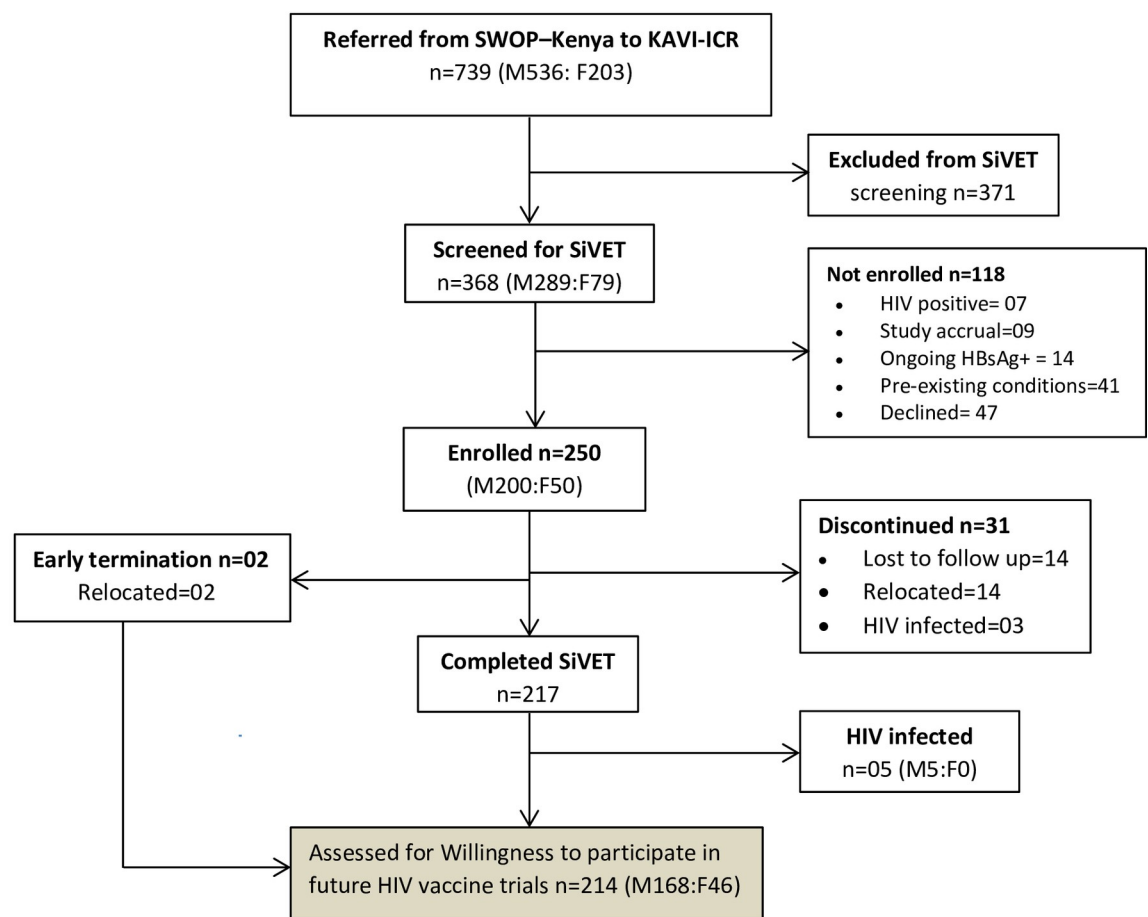 Referred from SWOP–Kenya to KAVI-ICR
n=739 (M536: F203)
Excluded from SiVET
screening n=371
Screened for SiVET
n=368 (M289:F79)
Not enrolled n=118
• HIV positive= 07
• Study accrual=09
• Ongoing HBsAg+ = 14
• Pre-existing conditions=41
• Declined= 47
Enrolled n=250
(M200:F50)
Discontinued n=31
• Lost to follow up=14
• Relocated=14
• HIV infected=03
Early termination n=02
Relocated=02
Completed SiVET
n=217
HIV infected
n=05 (M5:F0)
Assessed for Willingness to participate in
future HIV vaccine trials n=214 (M168:F46)